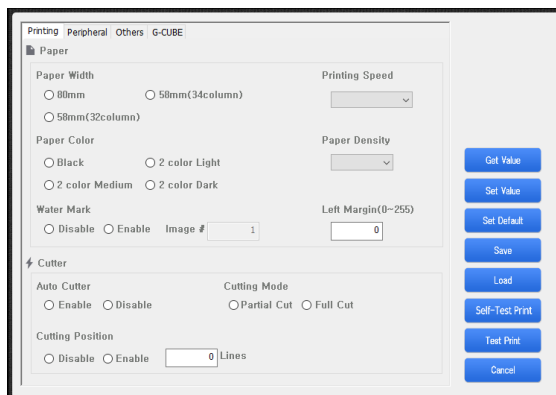 Printing Peripheral Others G-CUBE
Paper
Paper Width Printing Speed
80mm 58mm(34column)
58mm(32column)
Paper Color Paper Density
Black 2 color Light
2 color Medium 2 color Dark
Water Mark Left Margin(0~255)
Disable Enable Image # 1 0
Cutter
Auto Cutter Cutting Mode
Enable Disable Partial Cut Full Cut
Cutting Position
Disable Enable 0 Lines
Get Value
Set Value
Set Default
Save
Load
Self-Test Print
Test Print
Cancel